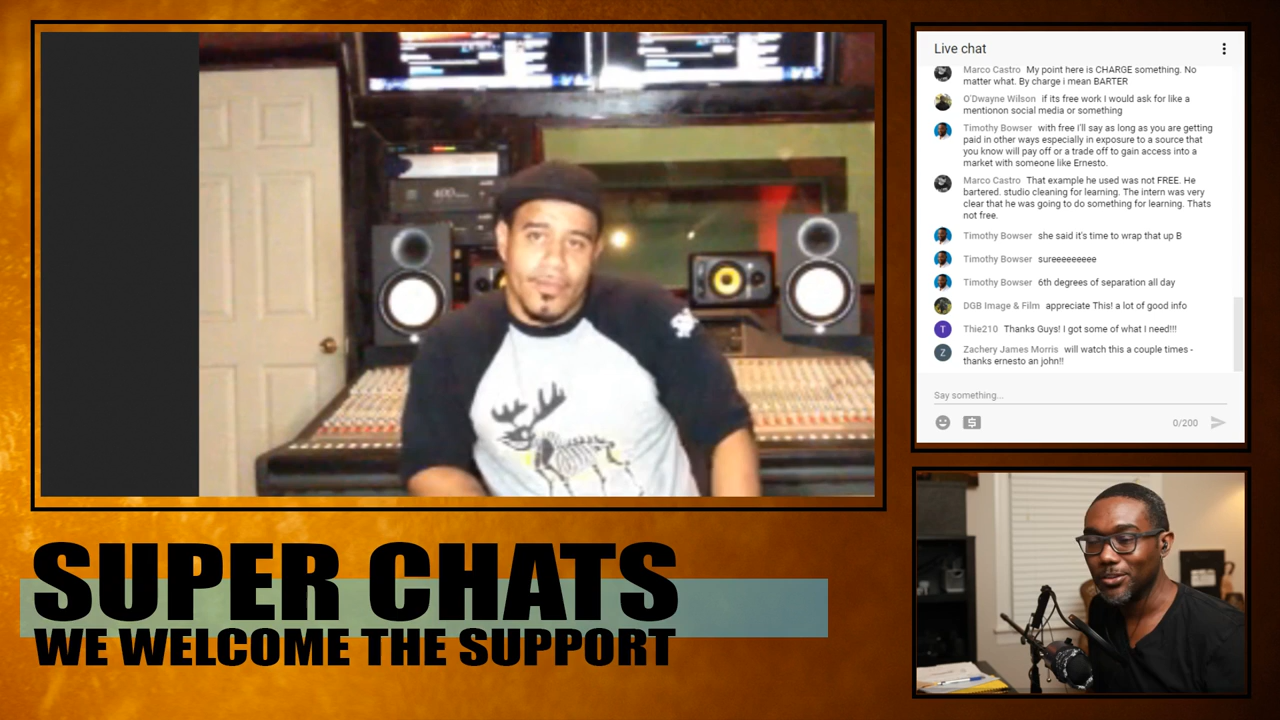 Live chat
Marco Castro My point here is CHARGE something. No
matter what. By charge i mean BARTER
O'Dwayne Wilson if its free work I would ask for like a
mentionon social media or something
Timothy Bowser with free I'll say as long as you are getting
paid in other ways especially in exposure to a source that
you know will pay off or a trade off to gain access into a
market with someone like Ernesto.
Marco Castro That example he used was not FREE. He
bartered. studio cleaning for learning. The intern was very
clear that he was going to do something for learning. Thats
not free.
Timothy Bowser she said it's time to wrap that up B
Timothy Bowser sureeeeeeeee
Timothy Bowser 6th degrees of separation all day
DGB Image & Film appreciate This! a lot of good info
T Thie210 Thanks Guys! I got some of what I need!!!
Z Zachery James Morris will watch this a couple times -
thanks ernesto an john!!
Say something...
0/200
SUPER CHATS
WE WELCOME THE SUPPORT